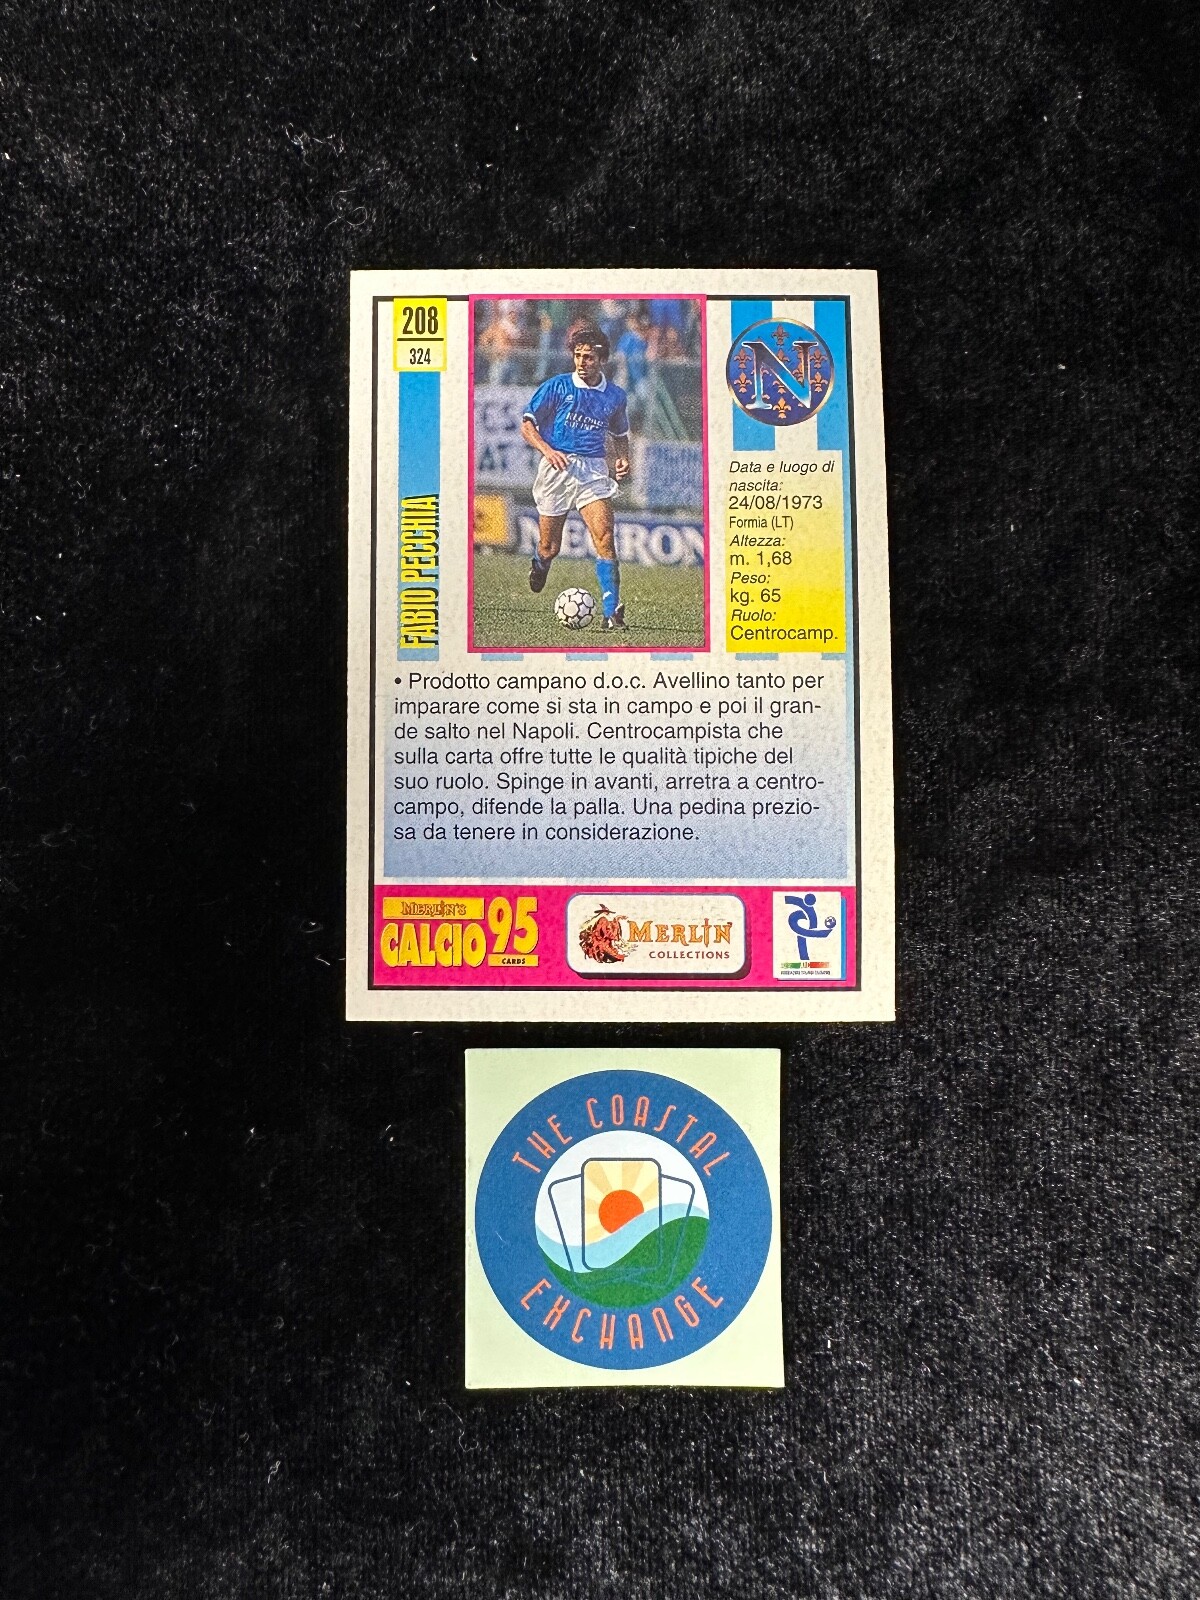 208
324
FABIO PECCHIA
N
Data e luogo di
nascita:
24/08/1973
Formia (LT)
Altezza:
m. 1,68
Peso:
kg. 65
Ruolo:
Centrocamp.
• Prodotto campano d.o.c. Avellino tanto per
imparare come si sta in campo e poi il gran-
de salto nel Napoli. Centrocampista che
sulla carta offre tutte le qualità tipiche del
suo ruolo. Spinge in avanti, arretra a centro-
campo, difende la palla. Una pedina prezio-
sa da tenere in considerazione.
MERLIN'S
CALCIO 95
CARDS
MERLIN
COLLECTIONS
THE COASTAL
EXCHANGE